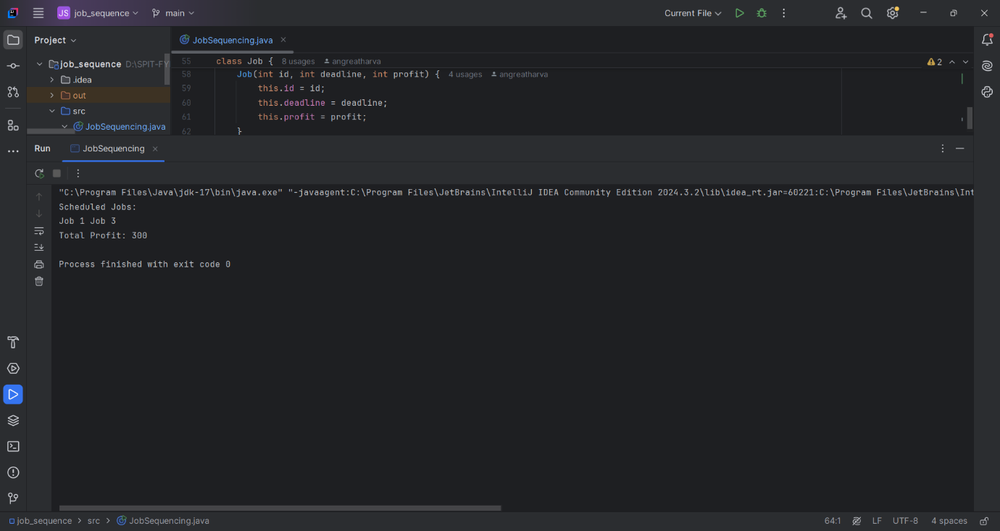 JS job_sequence main Current File
Project
JobSequencing.java
job_sequence D:\SPIT-FY
.idea
out
src
JobSequencing.java
55 class Job { 8 usages angreatharva
2
58 Job(int id, int deadline, int profit) { 4 usages angreatharva
59 this.id = id;
60 this.deadline = deadline;
61 this.profit = profit;
62 }
Run JobSequencing
"C:\Program Files\Java\jdk-17\bin\java.exe" "-javaagent:C:\Program Files\JetBrains\IntelliJ IDEA Community Edition 2024.3.2\lib\idea_rt.jar=60221:C:\Program Files\JetBrains\Int
Scheduled Jobs:
Job 1 Job 3
Total Profit: 300
Process finished with exit code 0
job_sequence > src > JobSequencing.java 64:1 LF UTF-8 4 spaces